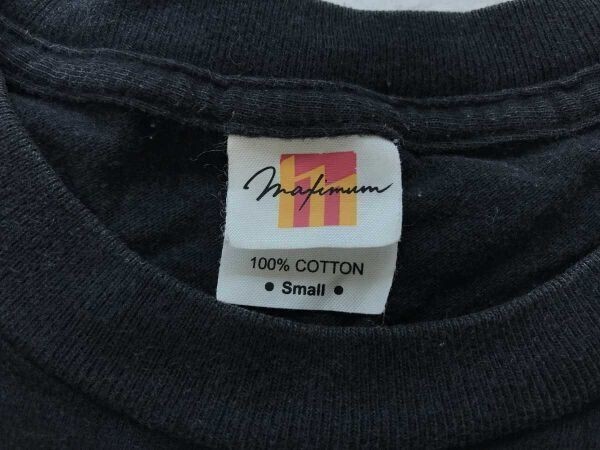 Maximum
100% COTTON
• Small •